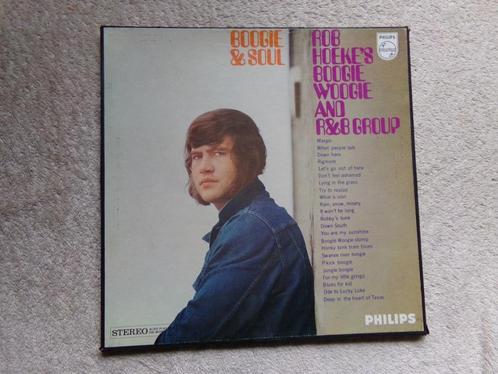 BOOGIE
& SOUL
ROB
HOEKE'S
BOOGIE
WOOGIE
AND
R&B GROUP
PHILIPS
Margio
When people talk
Down here
Rigmore
Let's go out of here
Don't feel ashamed
Lying in the grass
Try to realize
What is soul
Rain, snow, misery
It won't be long
Bobby's tune
Down South
You are my sunshine
Boogie Woogie stomp
Honky tonk train blues
Swanee river boogie
P'kick boogie
Jungle boogie
For my little gringo
Blues for kid
Ode to Lucky Luke
Deep in the heart of Texas
STEREO
PHILIPS